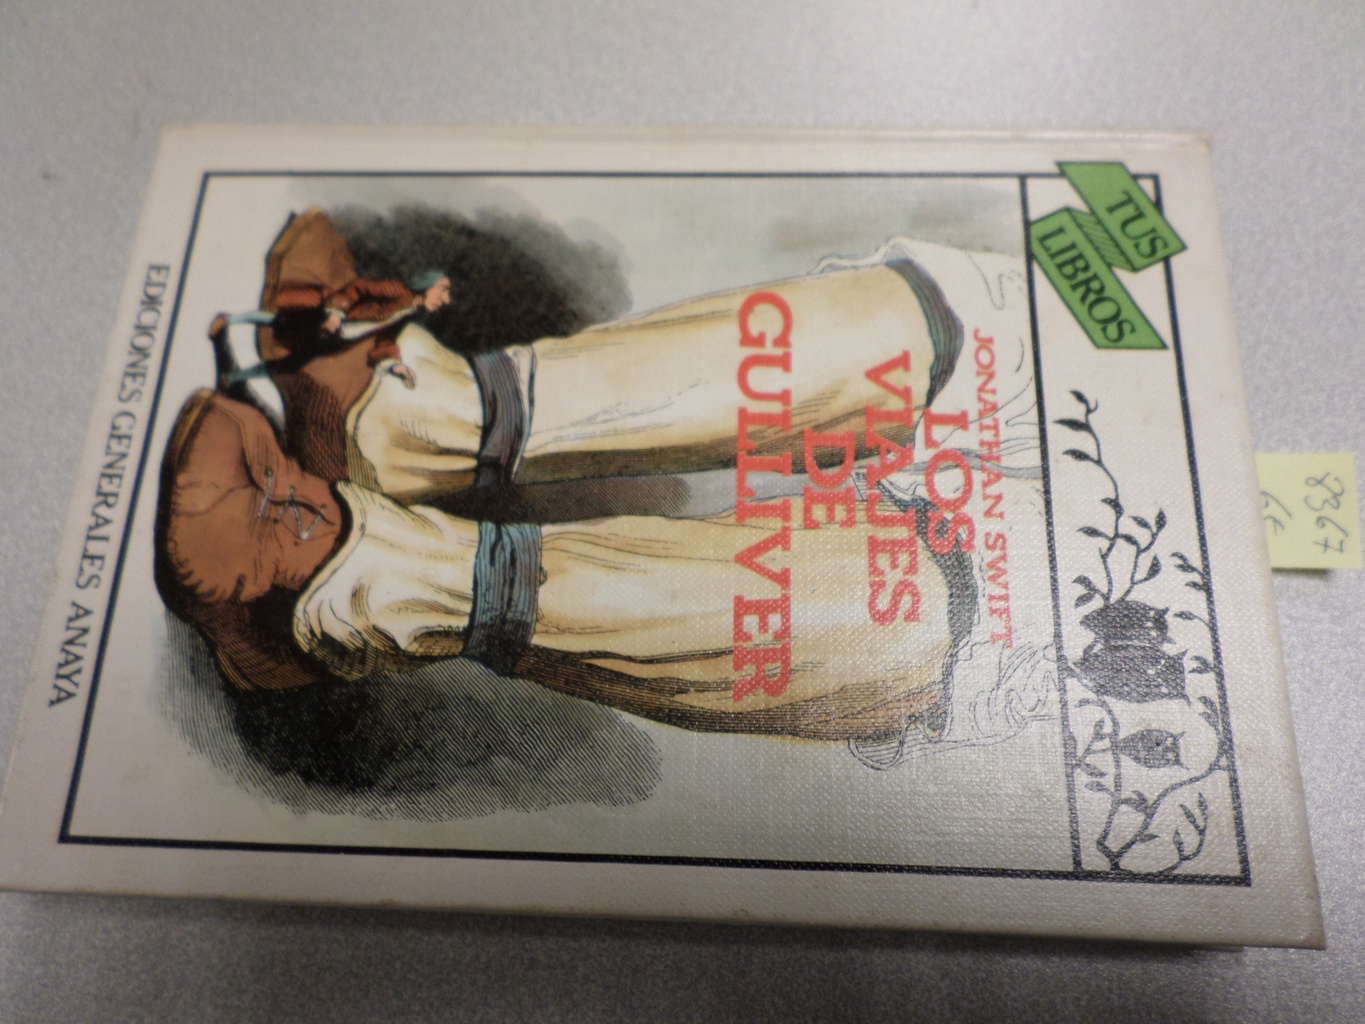 TUS
LIBROS
JONATHAN SWIFT
LOS
VIAJES
DE
GULLIVER
EDICIONES GENERALES ANAYA
8367
6€